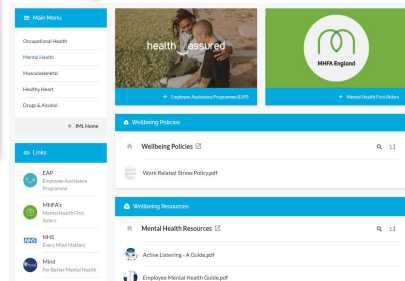 Main Menu
Occupational Health
Mental Health
Musculoskeletal
Healthy Heart
Drugs & Alcohol
IML Home
Links
EAP
Employee Assistance
Programme
MHFA's
Mental Health First
Aiders
NHS
NHS
Every Mind Matters
Mind
For Better Mental Health
health assured
Employee Assistance Programme (EAP)
MHFA England
Mental Health First Aiders
Wellbeing Policies
Wellbeing Policies
Work Related Stress Policy.pdf
Wellbeing Resources
Mental Health Resources
Active Listening - A Guide.pdf
Employee Mental Health Guide.pdf